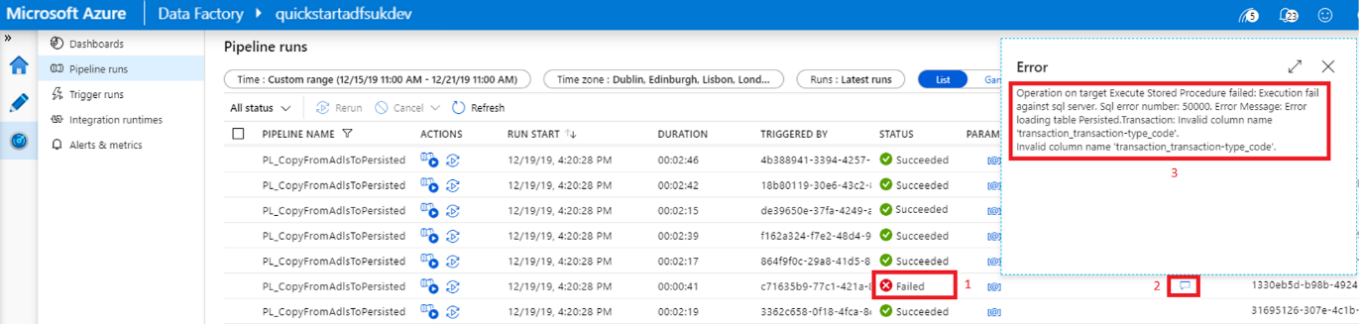 Microsoft Azure Data Factory quickstartadfsukdev 5 23
»
Dashboards
Pipeline runs
Trigger runs
Integration runtimes
Alerts & metrics
Pipeline runs
Time : Custom range (12/15/19 11:00 AM - 12/21/19 11:00 AM) Time zone : Dublin, Edinburgh, Lisbon, Lond... Runs : Latest runs List
All status Rerun Cancel Refresh
PIPELINE NAME ACTIONS RUN START DURATION TRIGGERED BY STATUS PARAM
PL_CopyFromAdlsToPersisted 12/19/19, 4:20:28 PM 00:02:46 4b388941-3394-4257- Succeeded [@]
PL_CopyFromAdlsToPersisted 12/19/19, 4:20:28 PM 00:02:42 18b80119-30e6-43c2- Succeeded [@]
PL_CopyFromAdlsToPersisted 12/19/19, 4:20:28 PM 00:02:15 de39650e-37fa-4249- Succeeded [@]
PL_CopyFromAdlsToPersisted 12/19/19, 4:20:28 PM 00:02:39 f162a324-f7e2-48d4-9 Succeeded [@]
PL_CopyFromAdlsToPersisted 12/19/19, 4:20:28 PM 00:02:17 864f9f0c-29a8-41d5-8 Succeeded [@]
PL_CopyFromAdlsToPersisted 12/19/19, 4:20:28 PM 00:00:41 c71635b9-77c1-421a- Failed 1 [@] 2 1330eb5d-b98b-4924
PL_CopyFromAdlsToPersisted 12/19/19, 4:20:28 PM 00:02:19 3362c658-0f18-4fca-8 Succeeded [@] 31695126-307e-4c1b-
Error
Operation on target Execute Stored Procedure failed: Execution fail
against sql server. Sql error number: 50000. Error Message: Error
loading table Persisted.Transaction: Invalid column name
'transaction_transaction-type_code'.
Invalid column name 'transaction_transaction-type_code'.
3